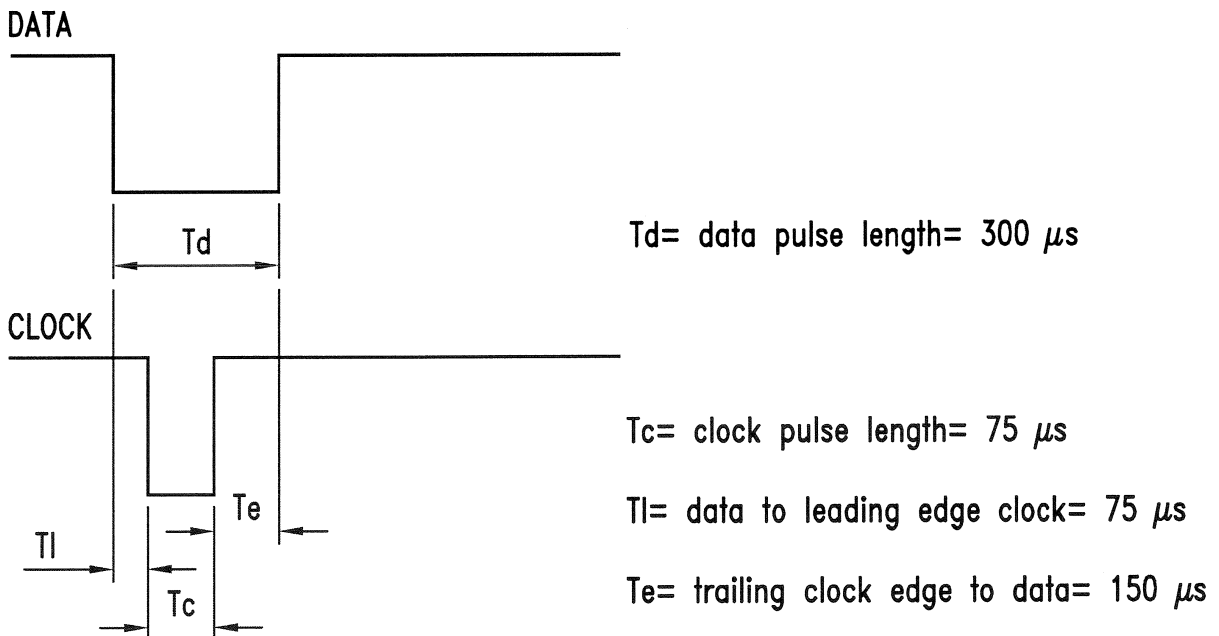 DATA
Td
Td= data pulse length= 300 μs
CLOCK
Tc= clock pulse length= 75 μs
Te
Tl= data to leading edge clock= 75 μs
Tl
Te= trailing clock edge to data= 150 μs
Tc